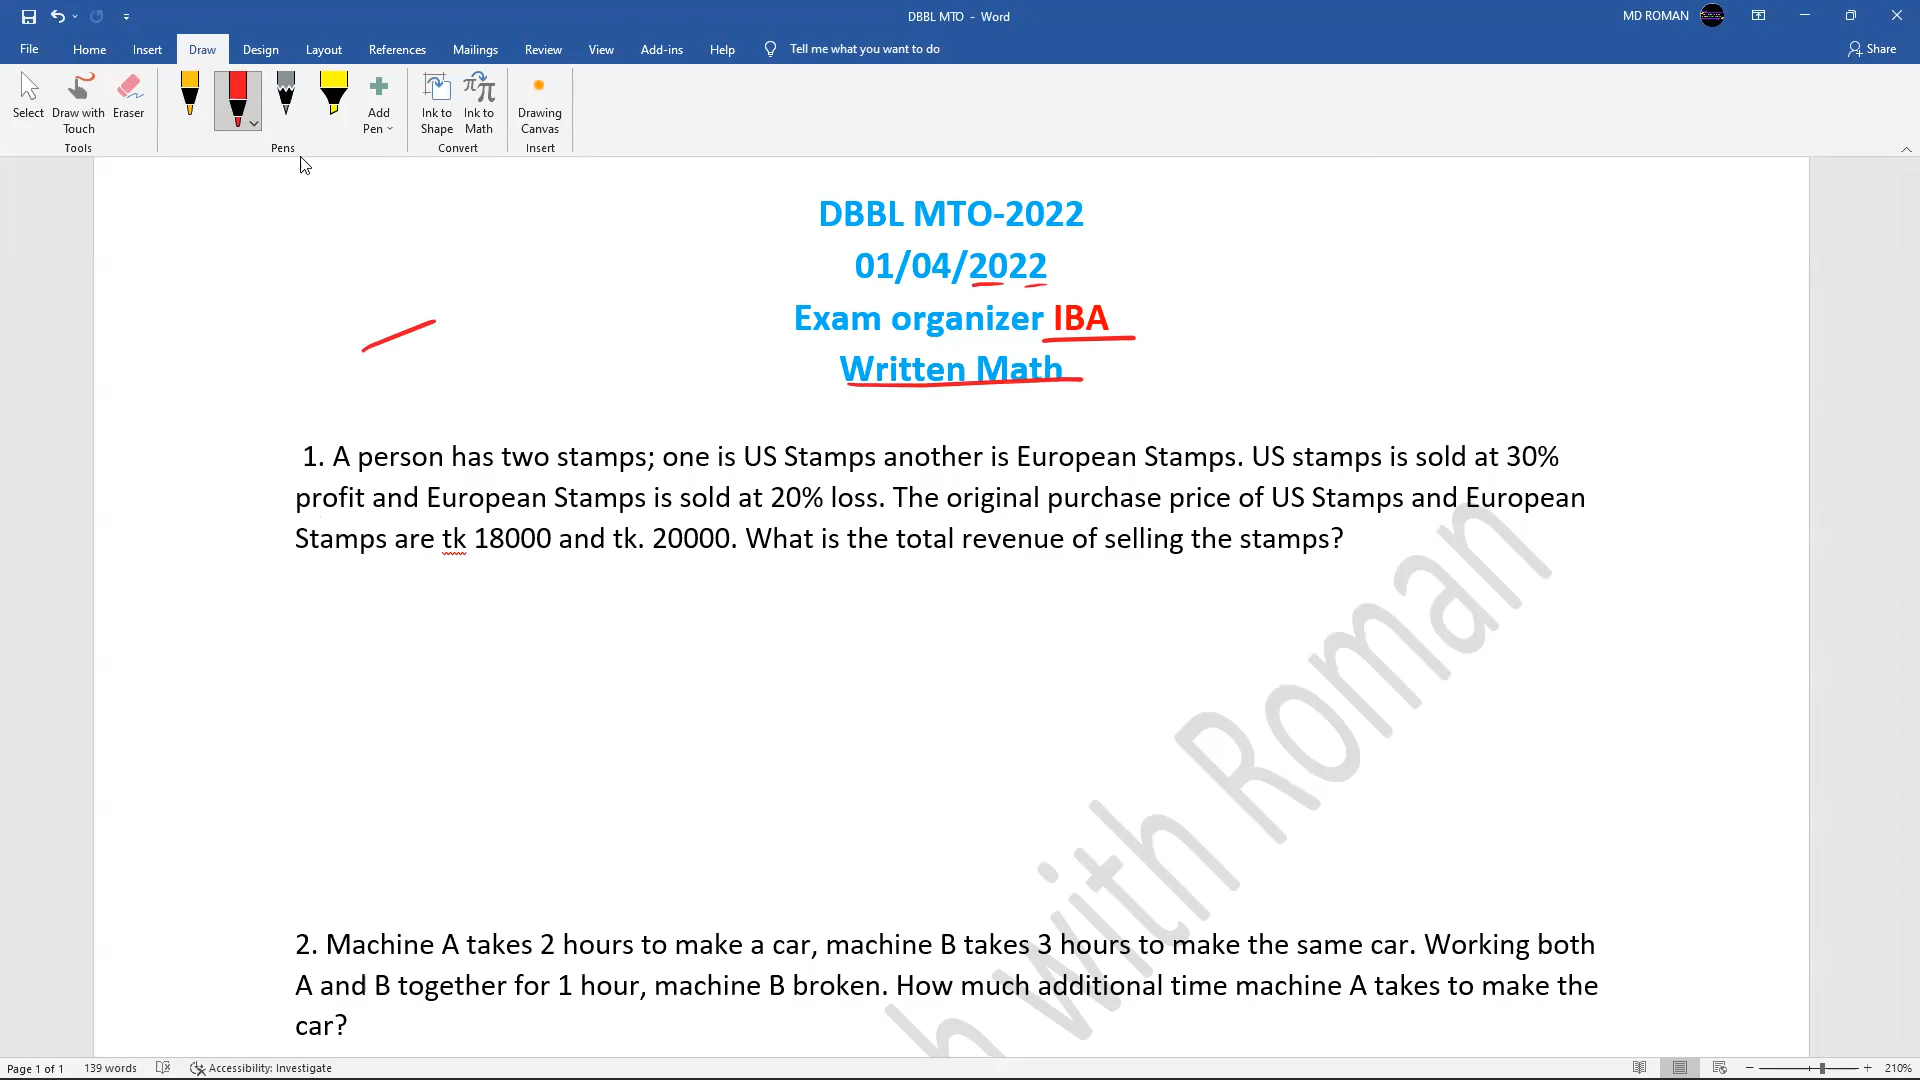 DBBL MTO - Word
MD ROMAN
File Home Insert Draw Design Layout References Mailings Review View Add-ins Help Tell me what you want to do Share
Select
Draw with Touch
Eraser
Add Pen
Ink to Shape
Ink to Math
Drawing Canvas
Tools Pens Convert Insert
DBBL MTO-2022
01/04/2022
Exam organizer IBA
Written Math
1. A person has two stamps; one is US Stamps another is European Stamps. US stamps is sold at 30%
profit and European Stamps is sold at 20% loss. The original purchase price of US Stamps and European
Stamps are tk 18000 and tk. 20000. What is the total revenue of selling the stamps?
2. Machine A takes 2 hours to make a car, machine B takes 3 hours to make the same car. Working both
A and B together for 1 hour, machine B broken. How much additional time machine A takes to make the
car?
h with Roman
Page 1 of 1 139 words Accessibility: Investigate 210%